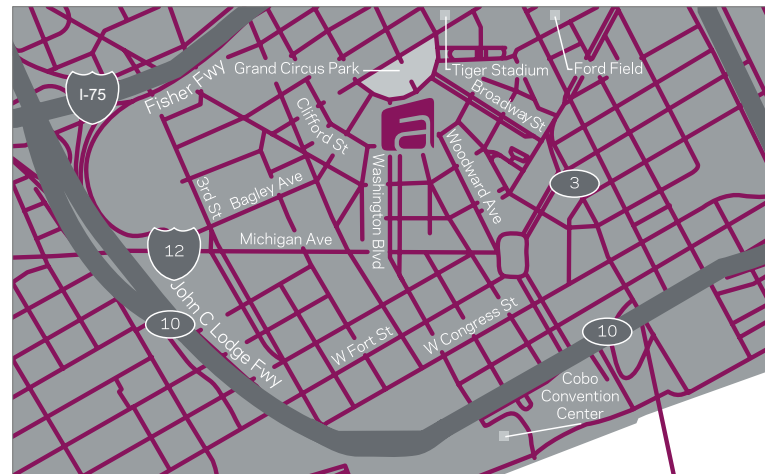 Grand Circus Park
Tiger Stadium
Ford Field
I-75
Fisher Fwy
Broadway St
Clifford St
Woodward Ave
Washington Blvd
3
3rd St
Bagley Ave
Michigan Ave
12
John C Lodge Fwy
10
W Fort St
W Congress St
10
Cobo
Convention
Center